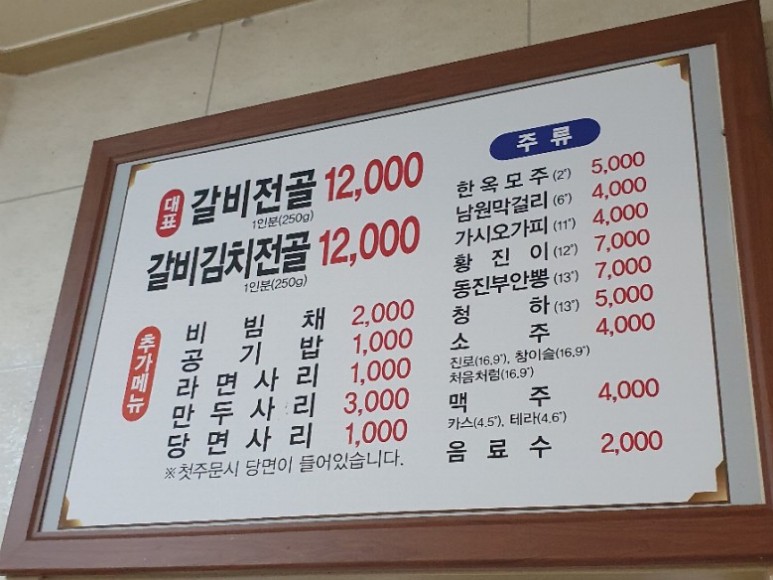 대표 갈비전골 12,000
1인분(250g)
갈비김치전골 12,000
1인분(250g)
추가메뉴
비빔채 2,000
공기밥 1,000
라면사리 1,000
만두사리 3,000
당면사리 1,000
※첫주문시 당면이 들어있습니다.
주류
한옥모주(2˚) 5,000
남원막걸리(6˚) 4,000
가시오가피(11˚) 4,000
황진이(12˚) 7,000
동진부안뽕(13˚) 7,000
청하(13˚) 5,000
소주 4,000
진로(16,9˚), 참이슬(16,9˚)
처음처럼(16,9˚)
맥주 4,000
카스(4.5˚), 테라(4.6˚)
음료수 2,000